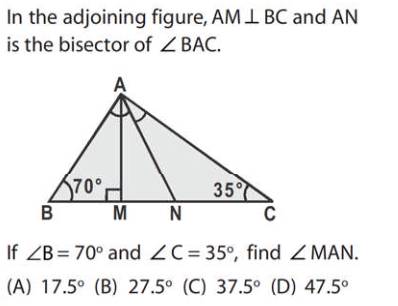 In the adjoining figure, AM ⊥ BC and AN
is the bisector of ∠ BAC.
A
70°
35°
B M N C
If ∠B = 70° and ∠C = 35°, find ∠MAN.
(A) 17.5° (B) 27.5° (C) 37.5° (D) 47.5°